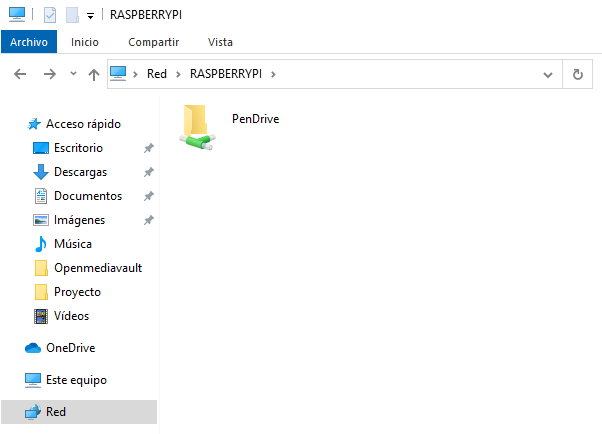 RASPBERRYPI
Archivo Inicio Compartir Vista
Red RASPBERRYPI
Acceso rápido
Escritorio
Descargas
Documentos
Imágenes
Música
Openmediavault
Proyecto
Vídeos
OneDrive
Este equipo
Red
PenDrive